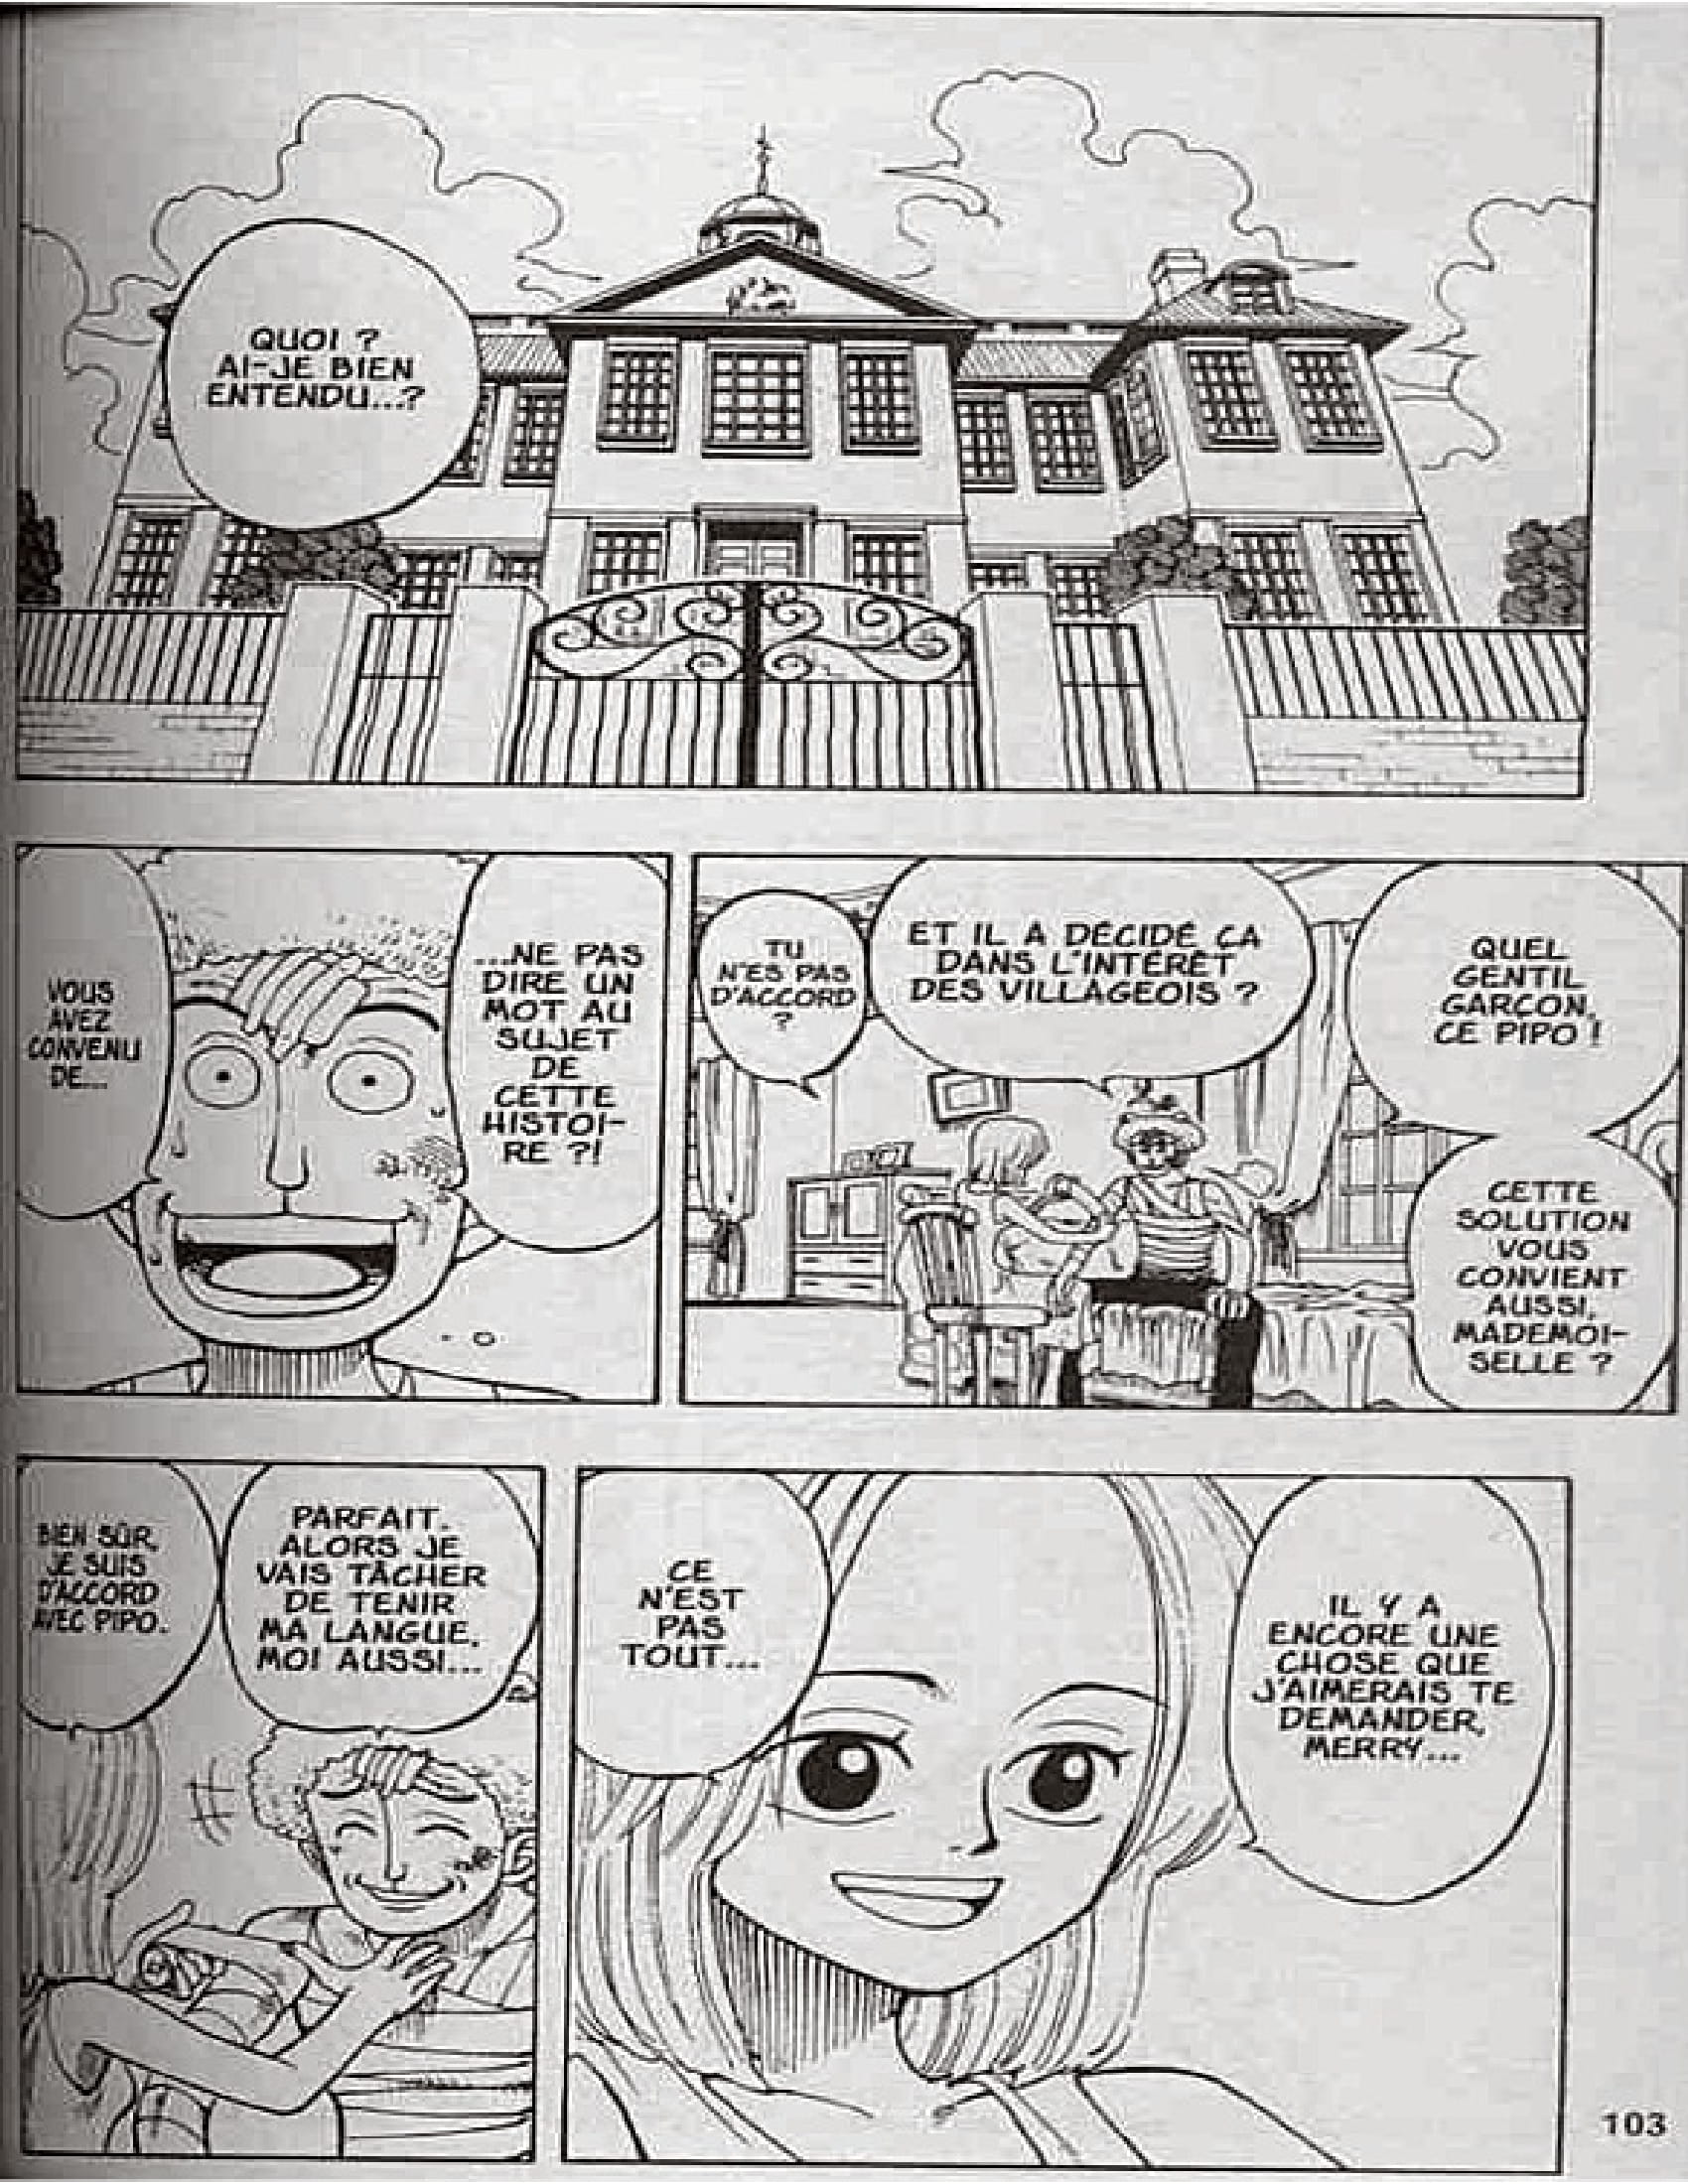 QUOI ?
AI-JE BIEN
ENTENDU...?
VOUS
AVEZ
CONVENU
DE...
...NE PAS
DIRE UN
MOT AU
SUJET
DE
CETTE
HISTOI-
RE ?!
TU
N'ES PAS
D'ACCORD
?
ET IL A DÉCIDÉ ÇA
DANS L'INTÉRÊT
DES VILLAGEOIS ?
QUEL
GENTIL
GARÇON,
CE PIPO !
CETTE
SOLUTION
VOUS
CONVIENT
AUSSI,
MADEMOI-
SELLE ?
BIEN SÛR,
JE SUIS
D'ACCORD
AVEC PIPO.
PARFAIT.
ALORS JE
VAIS TÂCHER
DE TENIR
MA LANGUE,
MOI AUSSI...
CE
N'EST
PAS
TOUT...
IL Y A
ENCORE UNE
CHOSE QUE
J'AIMERAIS TE
DEMANDER,
MERRY...
103